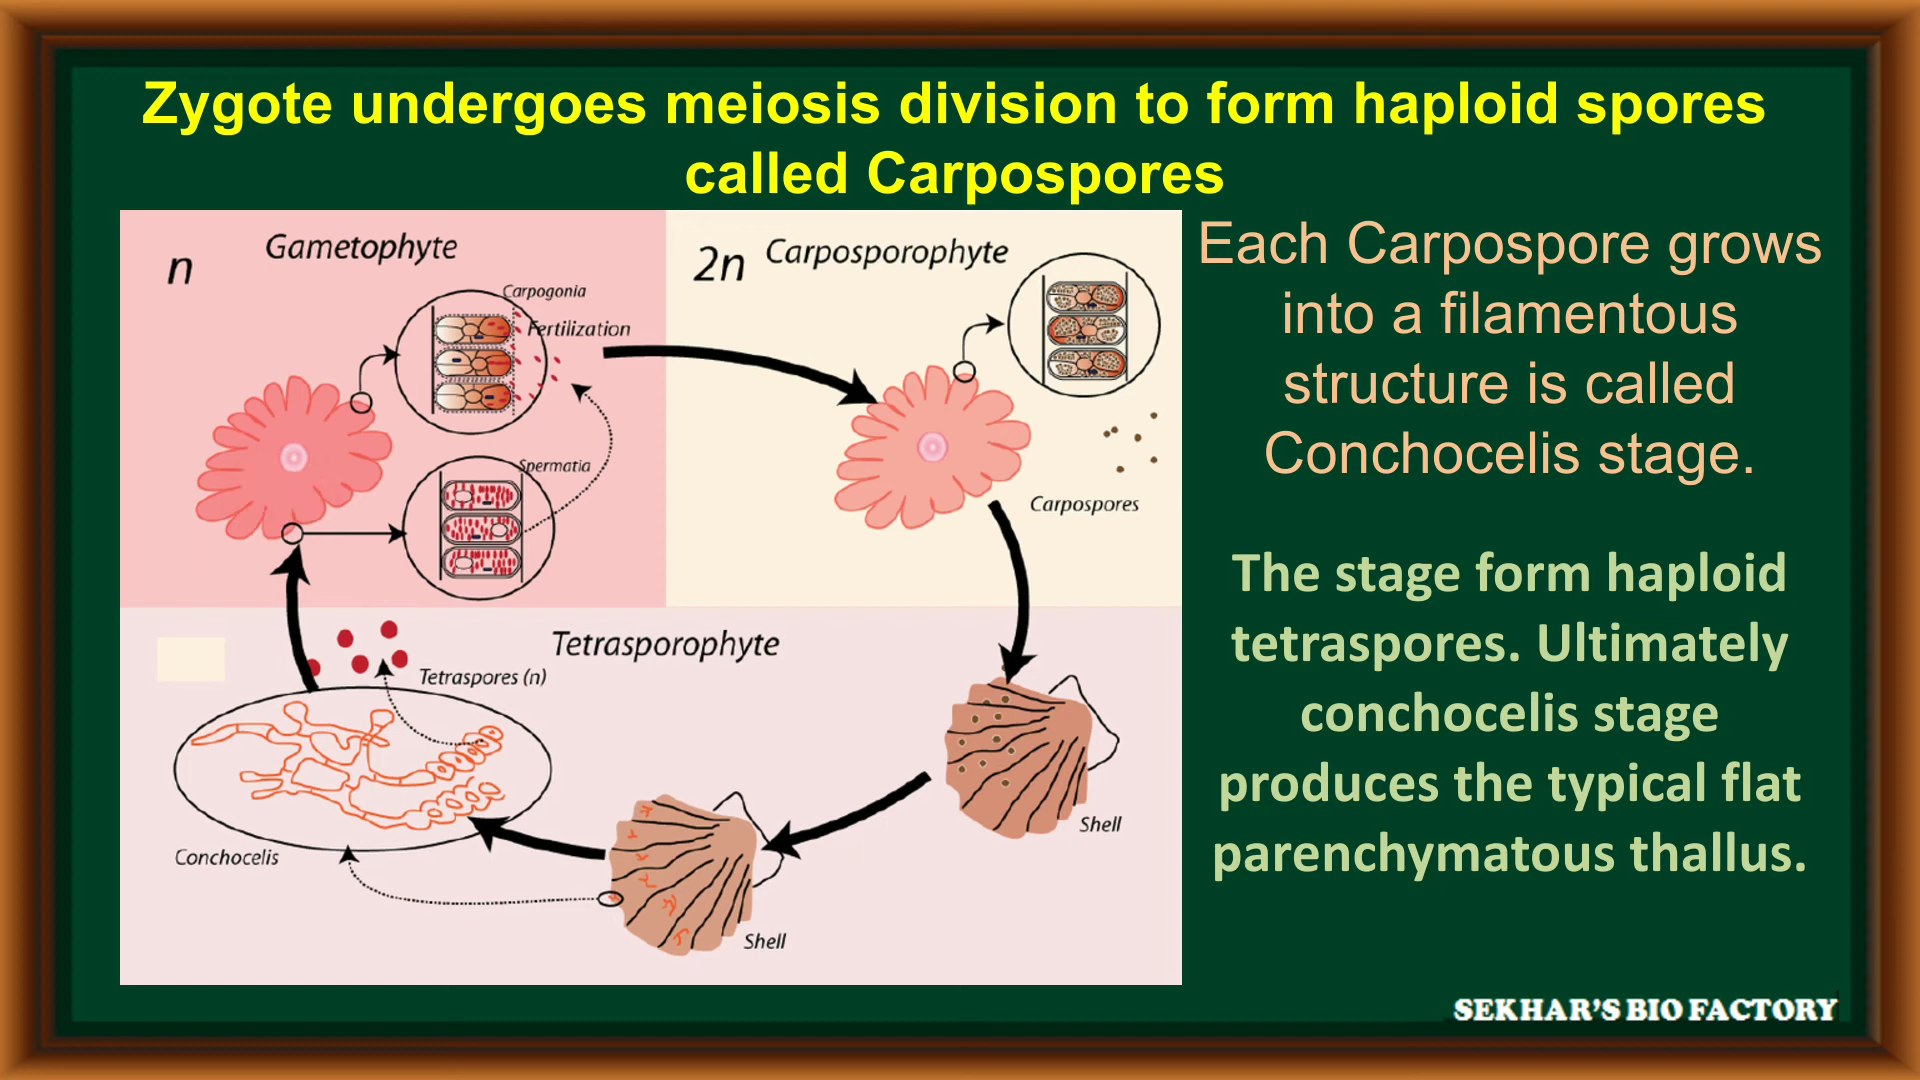 Zygote undergoes meiosis division to form haploid spores
called Carpospores
n
Gametophyte
Carpogonia
Fertilization
Spermatia
2n
Carposporophyte
Carpospores
Each Carpospore grows
into a filamentous
structure is called
Conchocelis stage.
The stage form haploid
tetraspores. Ultimately
conchocelis stage
produces the typical flat
parenchymatous thallus.
Tetrasporophyte
Tetraspores (n)
Conchocelis
Shell
Shell
SEKHAR'S BIO FACTORY